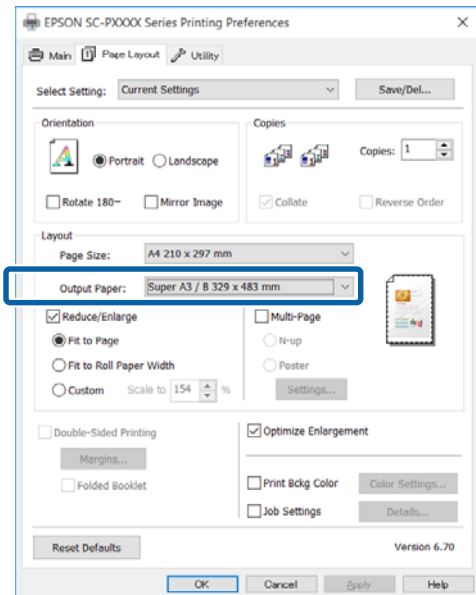 EPSON SC-PXXXX Series Printing Preferences
Main Page Layout Utility
Select Setting: Current Settings Save/Del...
Orientation Copies
Portrait Landscape Copies: 1
Rotate 180° Mirror Image Collate Reverse Order
Layout
Page Size: A4 210 x 297 mm
Output Paper: Super A3 / B 329 x 483 mm
Reduce/Enlarge Multi-Page
Fit to Page N-up
Fit to Roll Paper Width Poster
Custom Scale to 154 % Settings...
Double-Sided Printing Optimize Enlargement
Margins...
Folded Booklet Print Bckg Color Color Settings...
Job Settings Details...
Reset Defaults Version 6.70
OK Cancel Apply Help